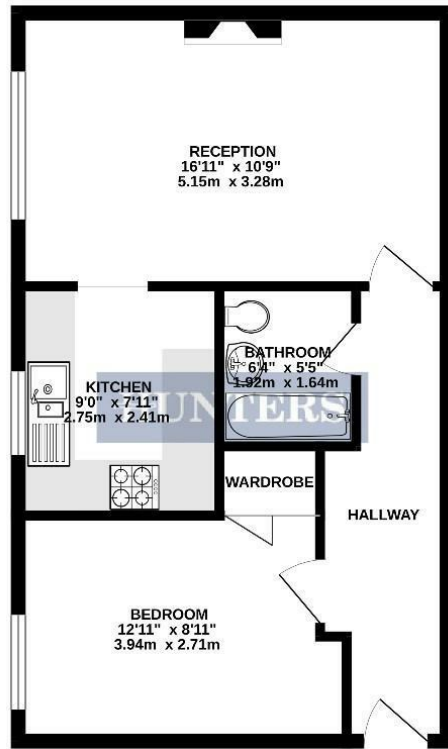 RECEPTION
16'11" x 10'9"
5.15m x 3.28m
BATHROOM
6'4" x 5'5"
1.92m x 1.64m
KITCHEN
9'0" x 7'11"
2.75m x 2.41m
HUNTERS
WARDROBE
HALLWAY
BEDROOM
12'11" x 8'11"
3.94m x 2.71m